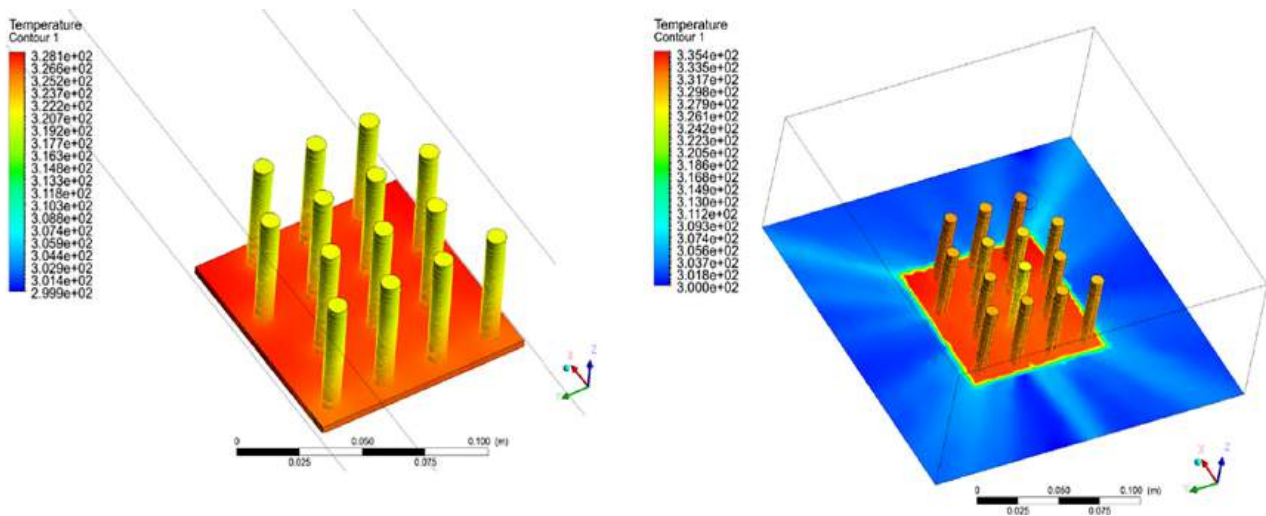 Temperature
Contour 1
3.281e+02
3.266e+02
3.252e+02
3.237e+02
3.222e+02
3.207e+02
3.192e+02
3.177e+02
3.163e+02
3.148e+02
3.133e+02
3.118e+02
3.103e+02
3.088e+02
3.074e+02
3.059e+02
3.044e+02
3.029e+02
3.014e+02
2.999e+02
0 0.050 0.100 (m)
0.025 0.075
Z
Temperature
Contour 1
3.354e+02
3.335e+02
3.317e+02
3.298e+02
3.279e+02
3.261e+02
3.242e+02
3.223e+02
3.205e+02
3.186e+02
3.168e+02
3.149e+02
3.130e+02
3.112e+02
3.093e+02
3.074e+02
3.056e+02
3.037e+02
3.018e+02
3.000e+02
0 0.050 0.100 (m)
0.025 0.075
Z